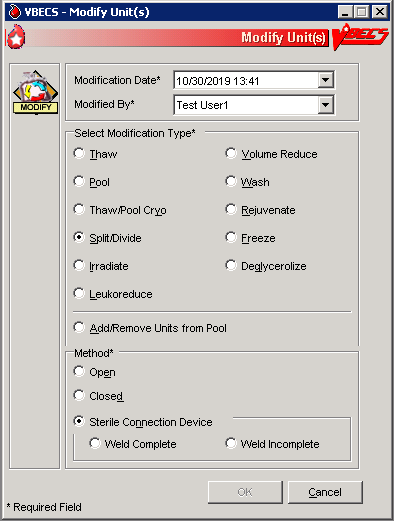 VBECS - Modify Unit(s)
Modify Unit(s) VBECS
MODIFY
Modification Date* 10/30/2019 13:41
Modified By* Test User1
Select Modification Type*
Thaw Volume Reduce
Pool Wash
Thaw/Pool Cryo Rejuvenate
Split/Divide Freeze
Irradiate Deglycerolize
Leukoreduce
Add/Remove Units from Pool
Method*
Open
Closed
Sterile Connection Device
Weld Complete Weld Incomplete
OK Cancel
* Required Field